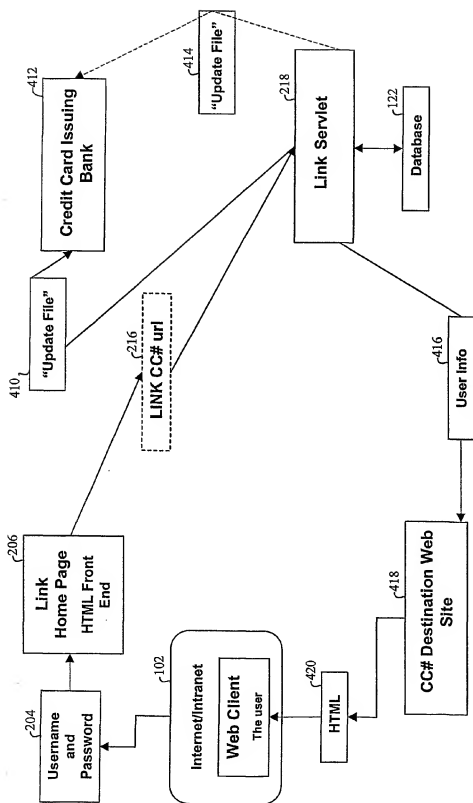 204
Username
and
Password
206
Link
Home Page
HTML Front
End
216
LINK CC# url
410
"Update File"
412
Credit Card Issuing
Bank
414
"Update File"
218
Link Servlet
122
Database
416
User Info
418
CC# Destination Web
Site
420
HTML
102
Internet/Intranet
Web Client
The user